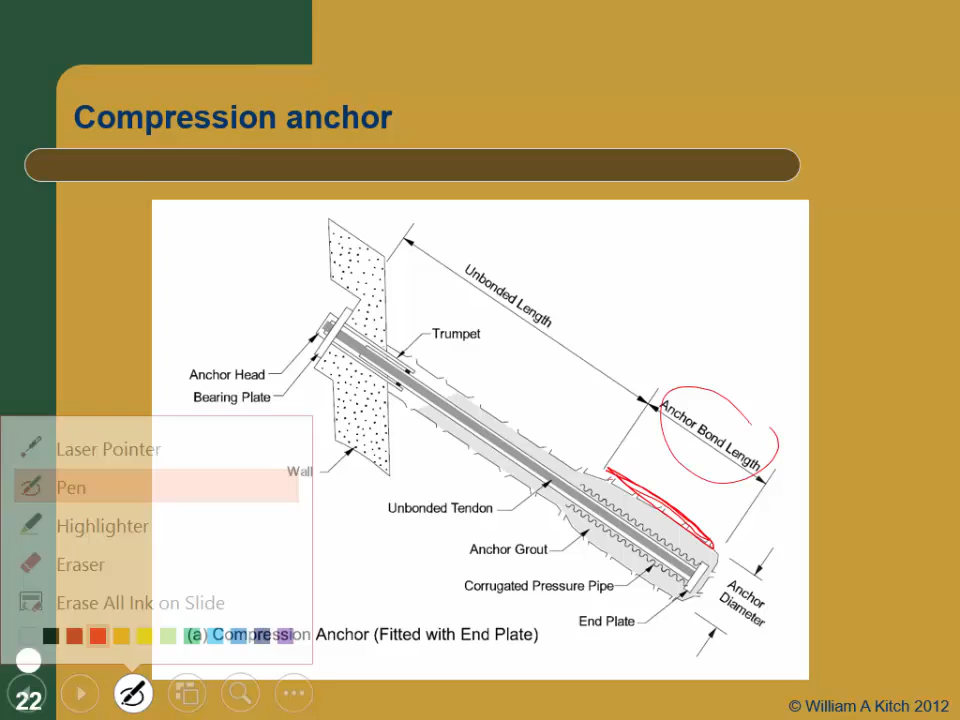 Compression anchor
Unbonded Length
Trumpet
Anchor Head
Bearing Plate
Anchor Bond Length
Laser Pointer
Wall
Pen
Unbonded Tendon
Highlighter
Anchor Grout
Eraser
Corrugated Pressure Pipe
Anchor
Diameter
Erase All Ink on Slide
End Plate
(a) Compression Anchor (Fitted with End Plate)
22
© William A Kitch 2012